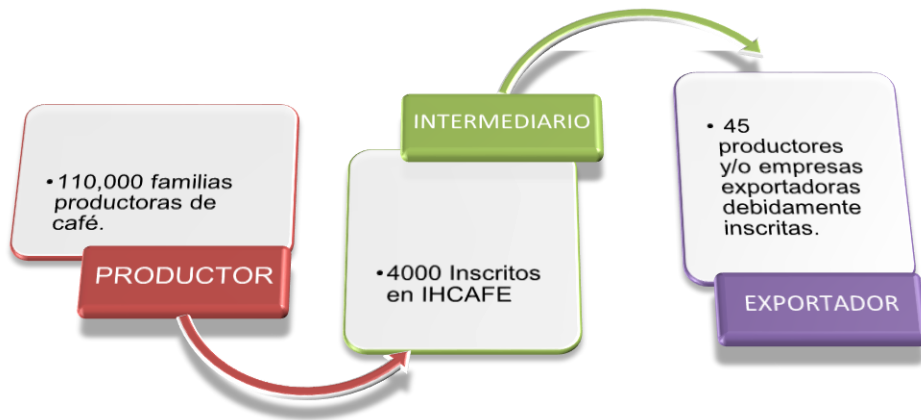 •110,000 familias
productoras de
café.
PRODUCTOR
INTERMEDIARIO
•4000 Inscritos
en IHCAFE
• 45
productores
y/o empresas
exportadoras
debidamente
inscritas.
EXPORTADOR